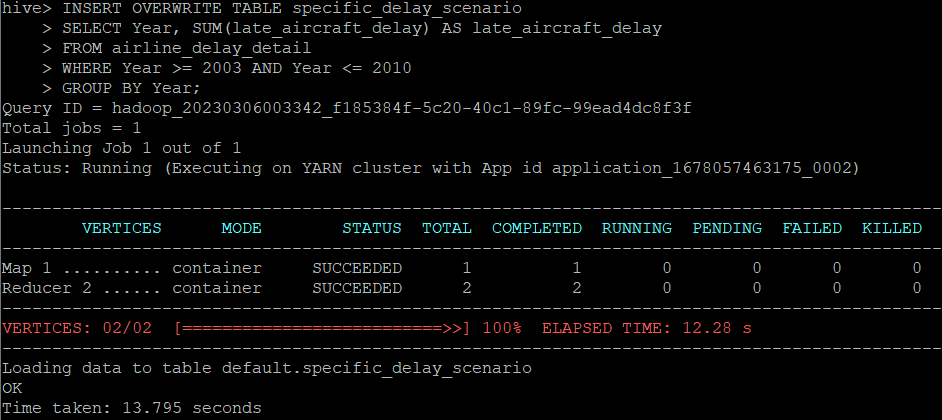 hive> INSERT OVERWRITE TABLE specific_delay_scenario
    > SELECT Year, SUM(late_aircraft_delay) AS late_aircraft_delay
    > FROM airline_delay_detail
    > WHERE Year >= 2003 AND Year <= 2010
    > GROUP BY Year;
Query ID = hadoop_20230306003342_f185384f-5c20-40c1-89fc-99ead4dc8f3f
Total jobs = 1
Launching Job 1 out of 1
Status: Running (Executing on YARN cluster with App id application_1678057463175_0002)

----------------------------------------------------------------------------------------------
        VERTICES      MODE        STATUS  TOTAL  COMPLETED  RUNNING  PENDING  FAILED  KILLED
----------------------------------------------------------------------------------------------
Map 1 .......... container     SUCCEEDED      1          1        0        0       0       0
Reducer 2 ...... container     SUCCEEDED      2          2        0        0       0       0
----------------------------------------------------------------------------------------------
VERTICES: 02/02  [==========================>>] 100%  ELAPSED TIME: 12.28 s
----------------------------------------------------------------------------------------------
Loading data to table default.specific_delay_scenario
OK
Time taken: 13.795 seconds